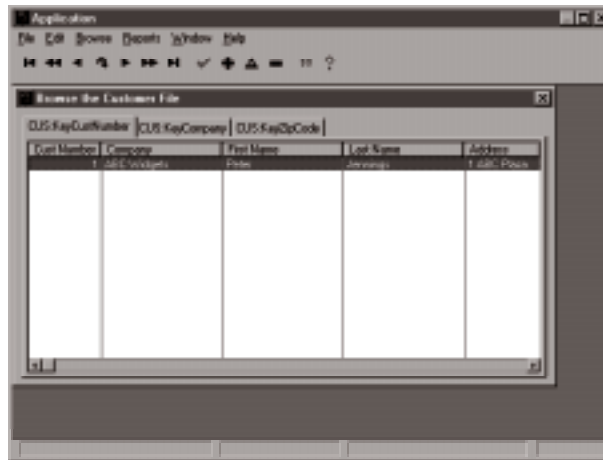 Application
File Edit Browse Reports Window Help
Browse the Customer File
CUS:KeyCustNumber CUS:KeyCompany CUS:KeyZipCode
Cust Number Company First Name Last Name Address
1 ABC Widgets Peter Jennings 1 ABC Plaza